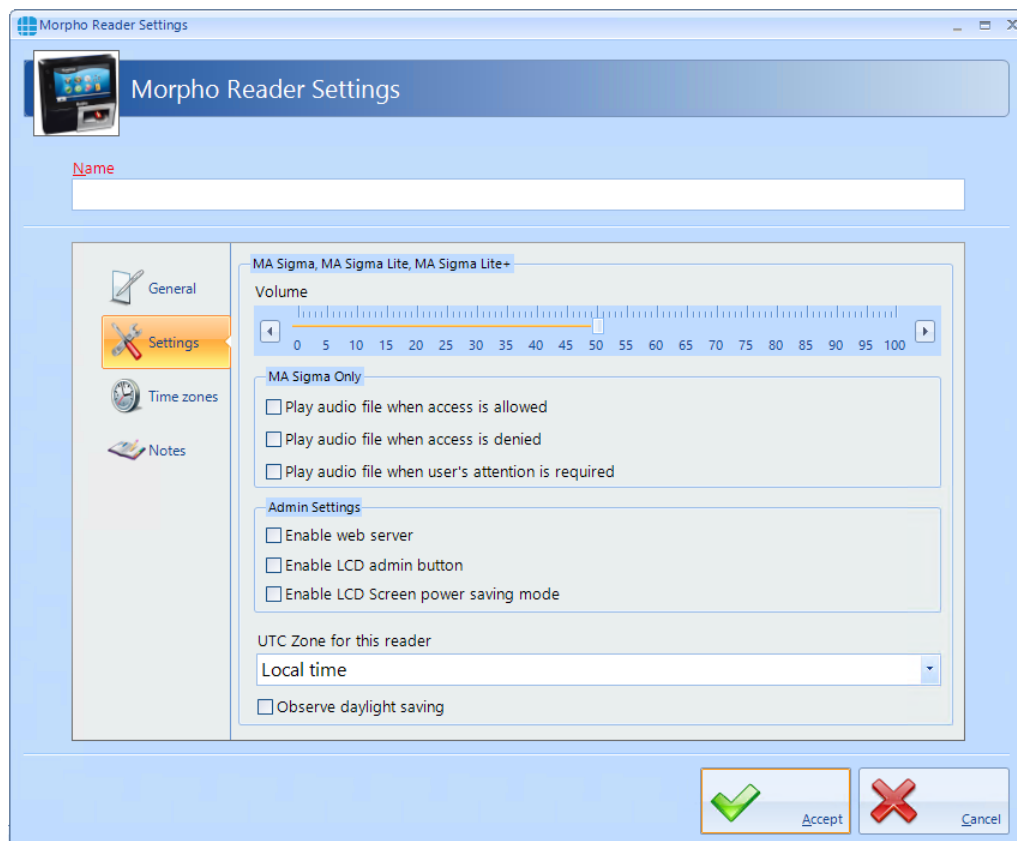 Morpho Reader Settings
Morpho Reader Settings
Name
General
Settings
Time zones
Notes
MA Sigma, MA Sigma Lite, MA Sigma Lite+
Volume
0 5 10 15 20 25 30 35 40 45 50 55 60 65 70 75 80 85 90 95 100
MA Sigma Only
Play audio file when access is allowed
Play audio file when access is denied
Play audio file when user's attention is required
Admin Settings
Enable web server
Enable LCD admin button
Enable LCD Screen power saving mode
UTC Zone for this reader
Local time
Observe daylight saving
Accept
Cancel